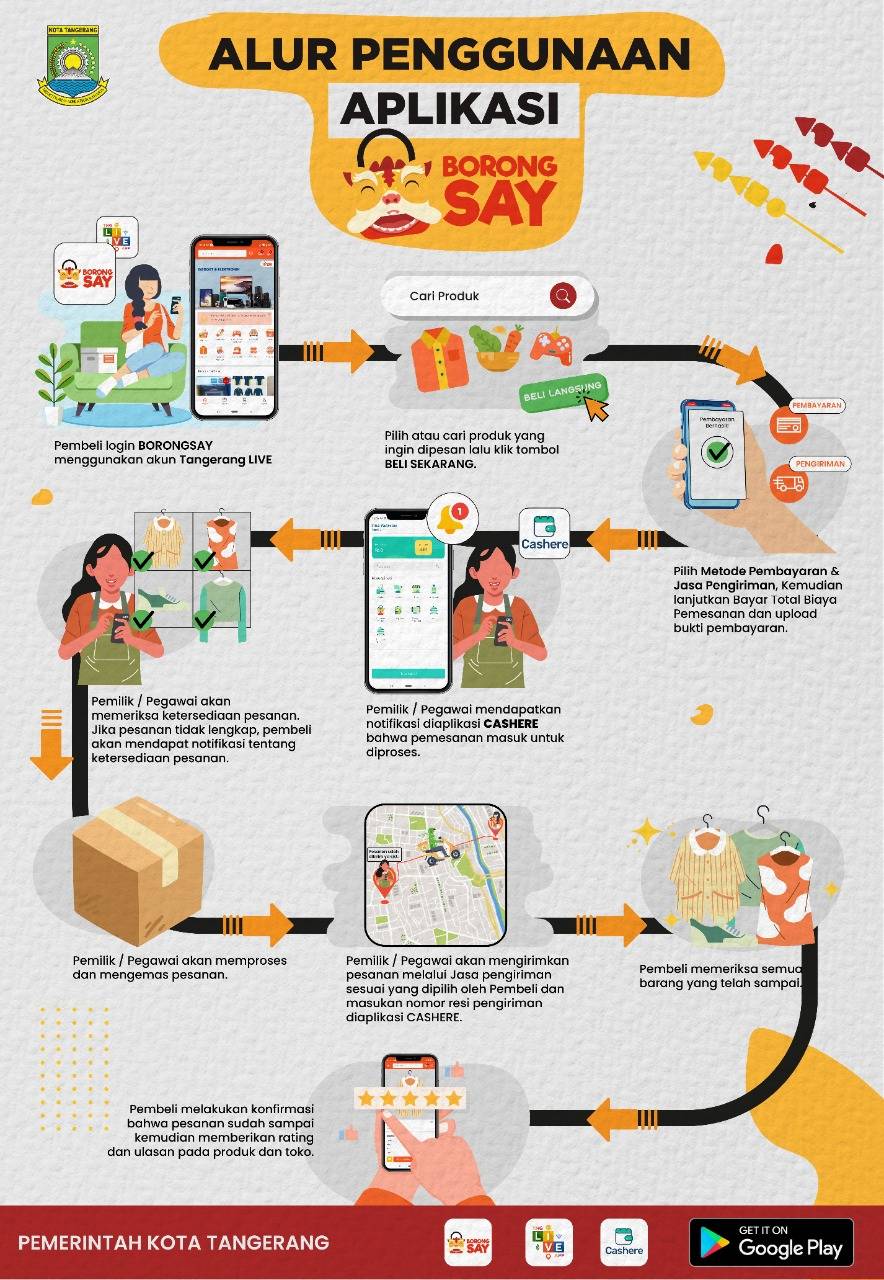 KOTA TANGERANG
ALUR PENGGUNAAN
APLIKASI
BORONG
SAY
LIVE
BORONG
SAY
Cari Produk
BELI LANGSUNG
Pembeli login BORONGSAY
menggunakan akun Tangerang LIVE
Pilih atau cari produk yang
ingin dipesan lalu klik tombol
BELI SEKARANG.
Pembayaran
Berhasil!
PEMBAYARAN
PENGIRIMAN
Pilih Metode Pembayaran &
Jasa Pengiriman, Kemudian
lanjutkan Bayar Total Biaya
Pemesanan dan upload
bukti pembayaran.
1
Cashere
Pemilik / Pegawai mendapatkan
notifikasi diaplikasi CASHERE
bahwa pemesanan masuk untuk
diproses.
Pemilik / Pegawai akan
memeriksa ketersediaan pesanan.
Jika pesanan tidak lengkap, pembeli
akan mendapat notifikasi tentang
ketersediaan pesanan.
Pemilik / Pegawai akan memproses
dan mengemas pesanan.
Pemilik / Pegawai akan mengirimkan
pesanan melalui Jasa pengiriman
sesuai yang dipilih oleh Pembeli dan
masukan nomor resi pengiriman
diaplikasi CASHERE.
Pembeli memeriksa semua
barang yang telah sampai.
Pembeli melakukan konfirmasi
bahwa pesanan sudah sampai
kemudian memberikan rating
dan ulasan pada produk dan toko.
PEMERINTAH KOTA TANGERANG
BORONG
SAY
LIVE
Cashere
GET IT ON
Google Play